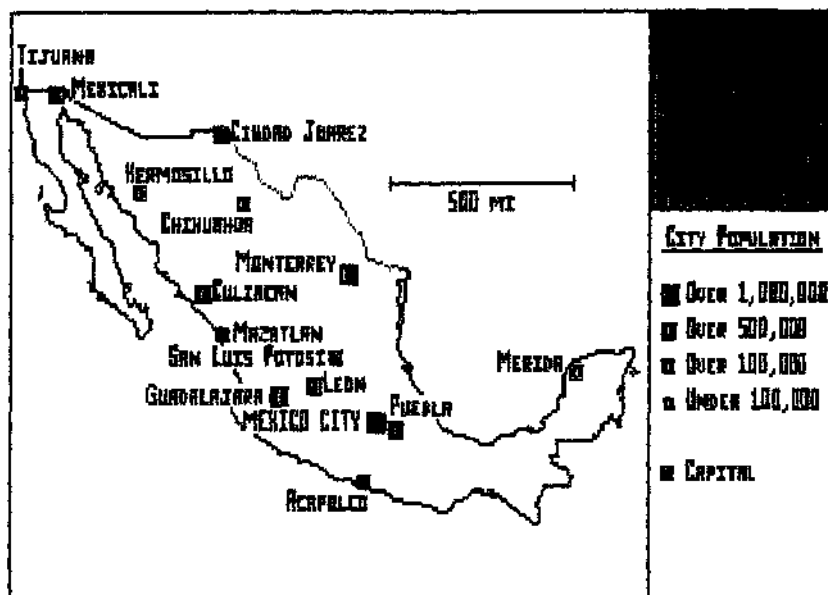 TIJUANA
MEXICALI
CIUDAD JUAREZ
HERMOSILLO
CHIHUAHUA
500 MI
MONTERREY
CULIACAN
MAZATLAN
SAN LUIS POTOSI
LEON
GUADALAJARA
MEXICO CITY
PUEBLA
MERIDA
ACAPULCO
CITY POPULATION
OVER 1,000,000
OVER 500,000
OVER 100,000
UNDER 100,000
CAPITAL